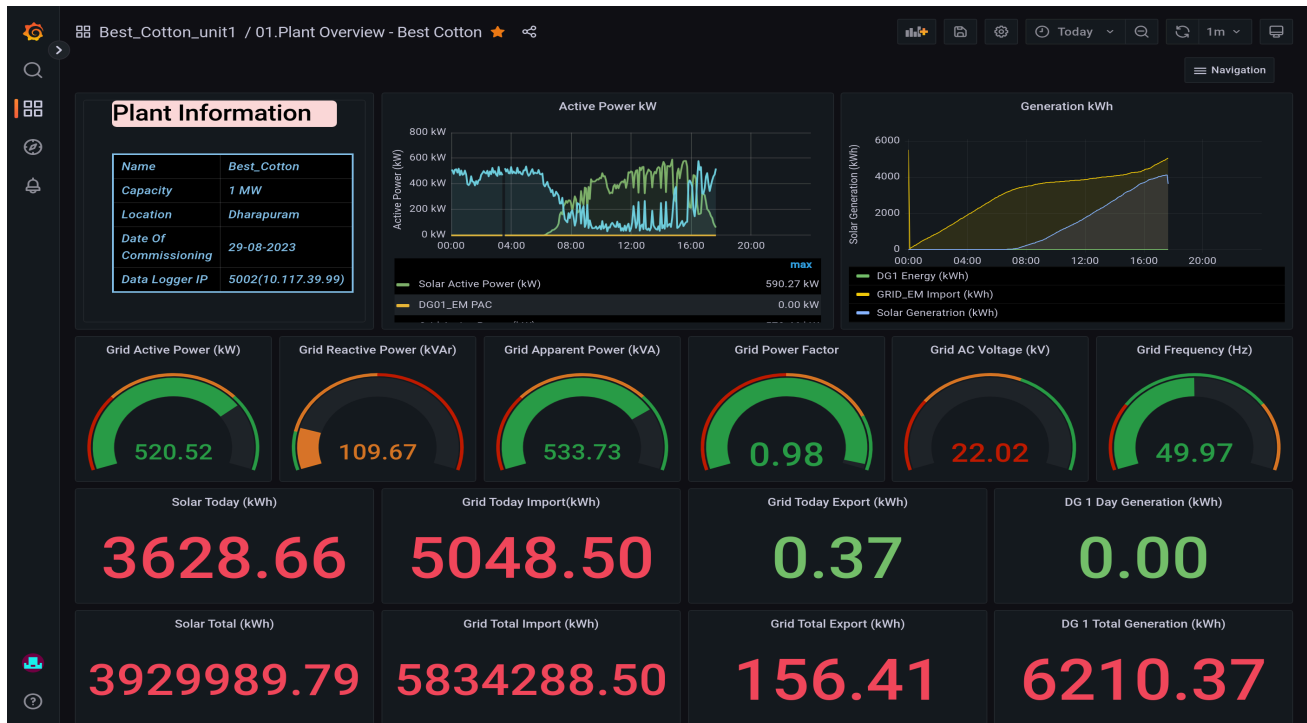 Best_Cotton_unit1 / 01.Plant Overview - Best Cotton
Today
1m
Navigation
Plant Information
Name Best_Cotton
Capacity 1 MW
Location Dharapuram
Date Of
Commissioning 29-08-2023
Data Logger IP 5002(10.117.39.99)
Active Power kW
Active Power (kW)
800 kW
600 kW
400 kW
200 kW
0 kW
00:00 04:00 08:00 12:00 16:00 20:00
max
Solar Active Power (kW) 590.27 kW
DG01_EM PAC 0.00 kW
Generation kWh
Solar Generation (kWh)
6000
4000
2000
0
00:00 04:00 08:00 12:00 16:00 20:00
DG1 Energy (kWh)
GRID_EM Import (kWh)
Solar Generatrion (kWh)
Grid Active Power (kW)
520.52
Grid Reactive Power (kVAr)
109.67
Grid Apparent Power (kVA)
533.73
Grid Power Factor
0.98
Grid AC Voltage (kV)
22.02
Grid Frequency (Hz)
49.97
Solar Today (kWh)
3628.66
Grid Today Import(kWh)
5048.50
Grid Today Export (kWh)
0.37
DG 1 Day Generation (kWh)
0.00
Solar Total (kWh)
3929989.79
Grid Total Import (kWh)
5834288.50
Grid Total Export (kWh)
156.41
DG 1 Total Generation (kWh)
6210.37